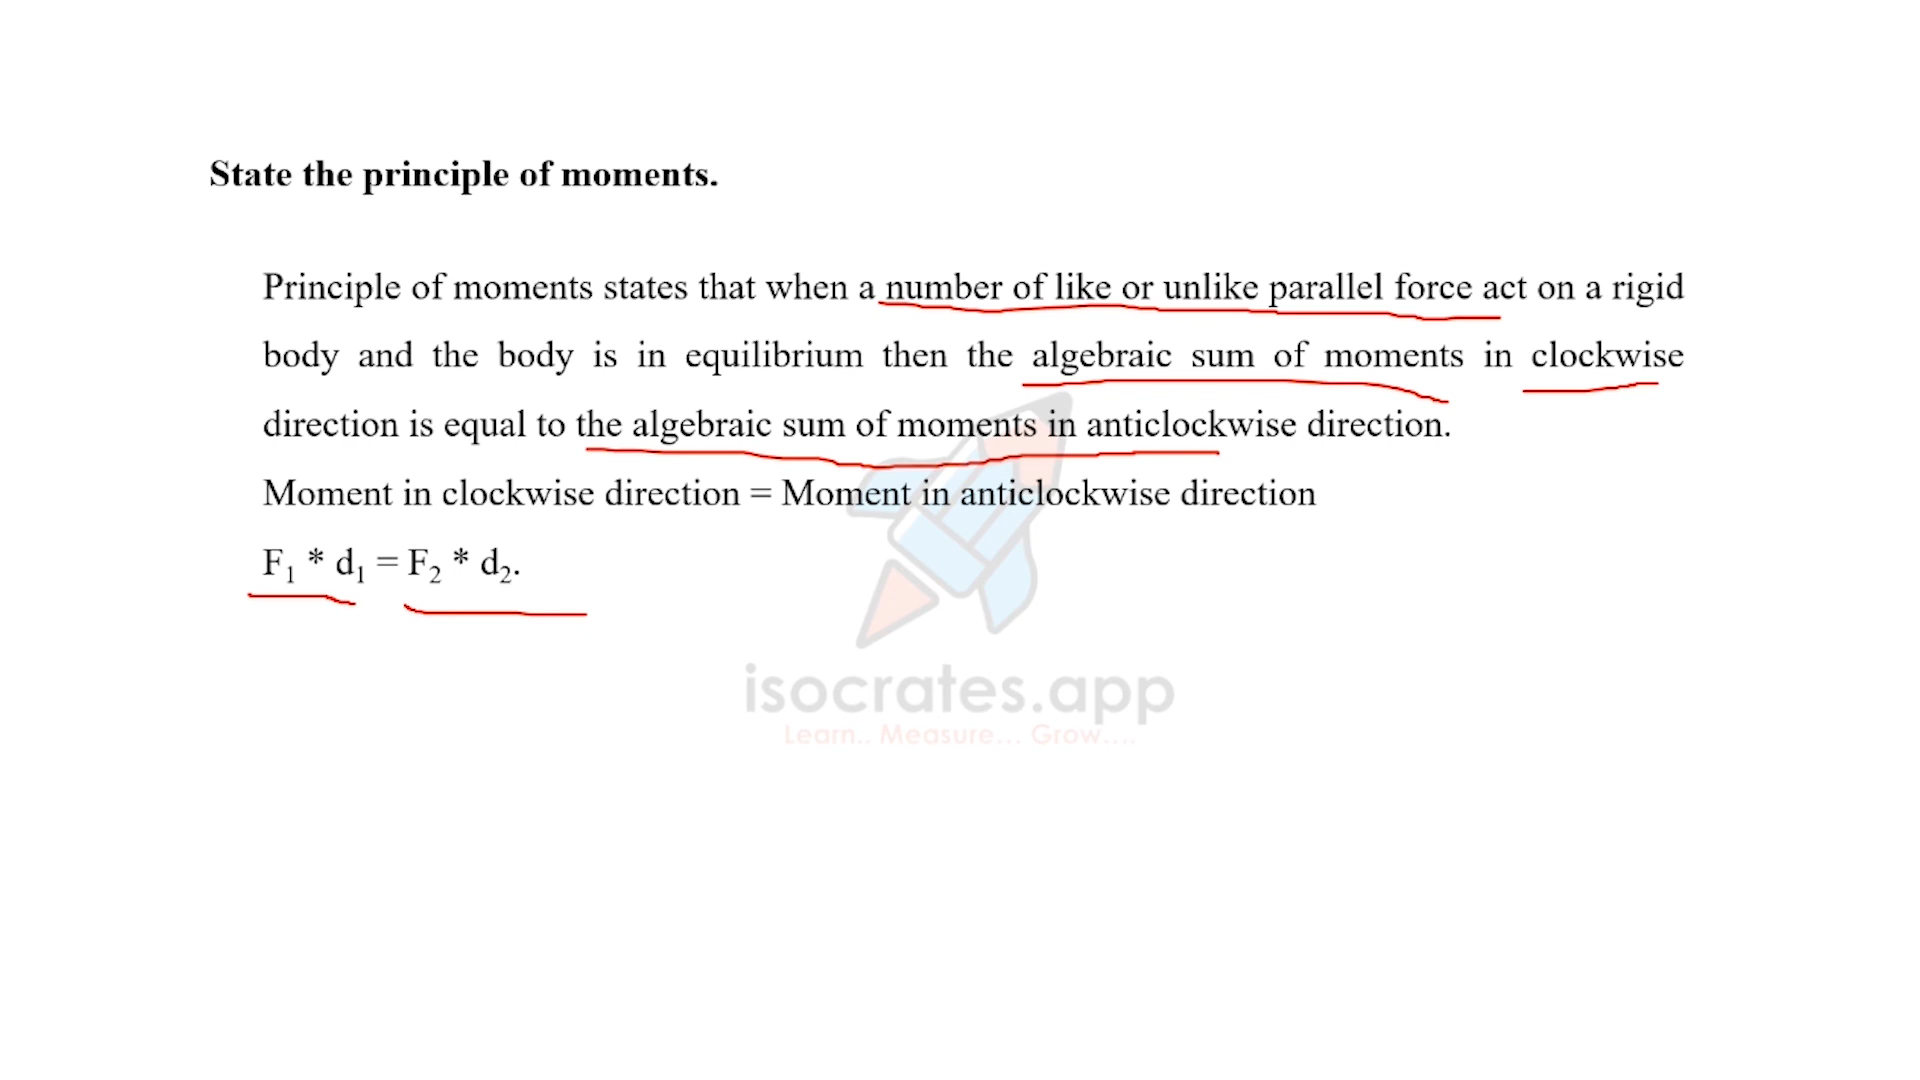 State the principle of moments.
Principle of moments states that when a number of like or unlike parallel force act on a rigid
body and the body is in equilibrium then the algebraic sum of moments in clockwise
direction is equal to the algebraic sum of moments in anticlockwise direction.
Moment in clockwise direction = Moment in anticlockwise direction
F₁ * d₁ = F₂ * d₂.
isocrates.app
Learn.. Measure... Grow....